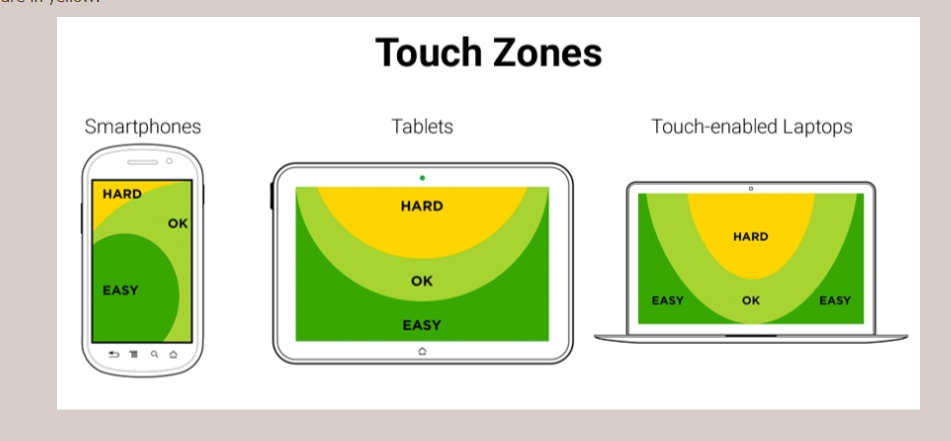 are in yellow.
Touch Zones
Smartphones
Tablets
Touch-enabled Laptops
HARD
OK
EASY
HARD
OK
EASY
HARD
EASY
OK
EASY